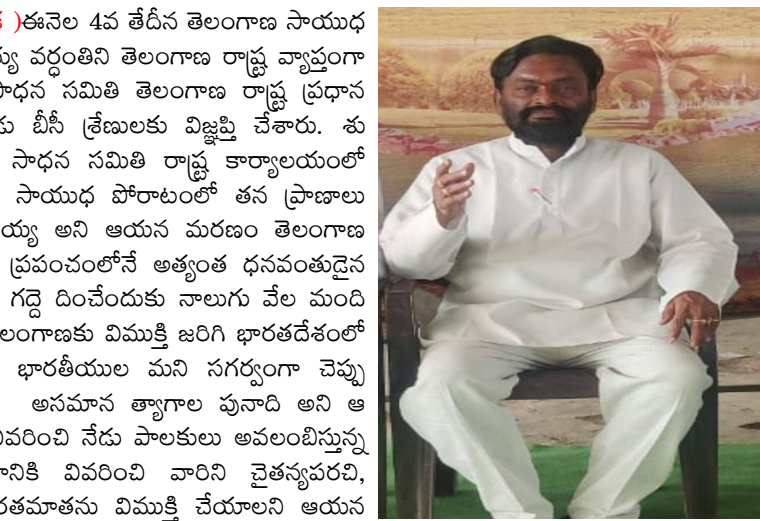 )ఈనెల 4వ తేదీన తెలంగాణ సాయుధ
వర్ధంతిని తెలంగాణ రాష్ట్ర వ్యాప్తంగా
సాధన సమితి తెలంగాణ రాష్ట్ర ప్రధాన
బీసీ శ్రేణులకు విజ్ఞప్తి చేశారు. శు
సాధన సమితి రాష్ట్ర కార్యాలయంలో
సాయుధ పోరాటంలో తన ప్రాణాలు
య్య అని ఆయన మరణం తెలంగాణ
ప్రపంచంలోనే అత్యంత ధనవంతుడైన
గద్దె దించేందుకు నాలుగు వేల మంది
లంగాణకు విముక్తి జరిగి భారతదేశంలో
భారతీయుల మని సగర్వంగా చెప్పు
అసమాన త్యాగాల పునాది అని ఆ
వివరించి నేడు పాలకులు అవలంబిస్తున్న
వివరించి వారిని చైతన్యపరచి,
రతమాతను విముక్తి చేయాలని ఆయన